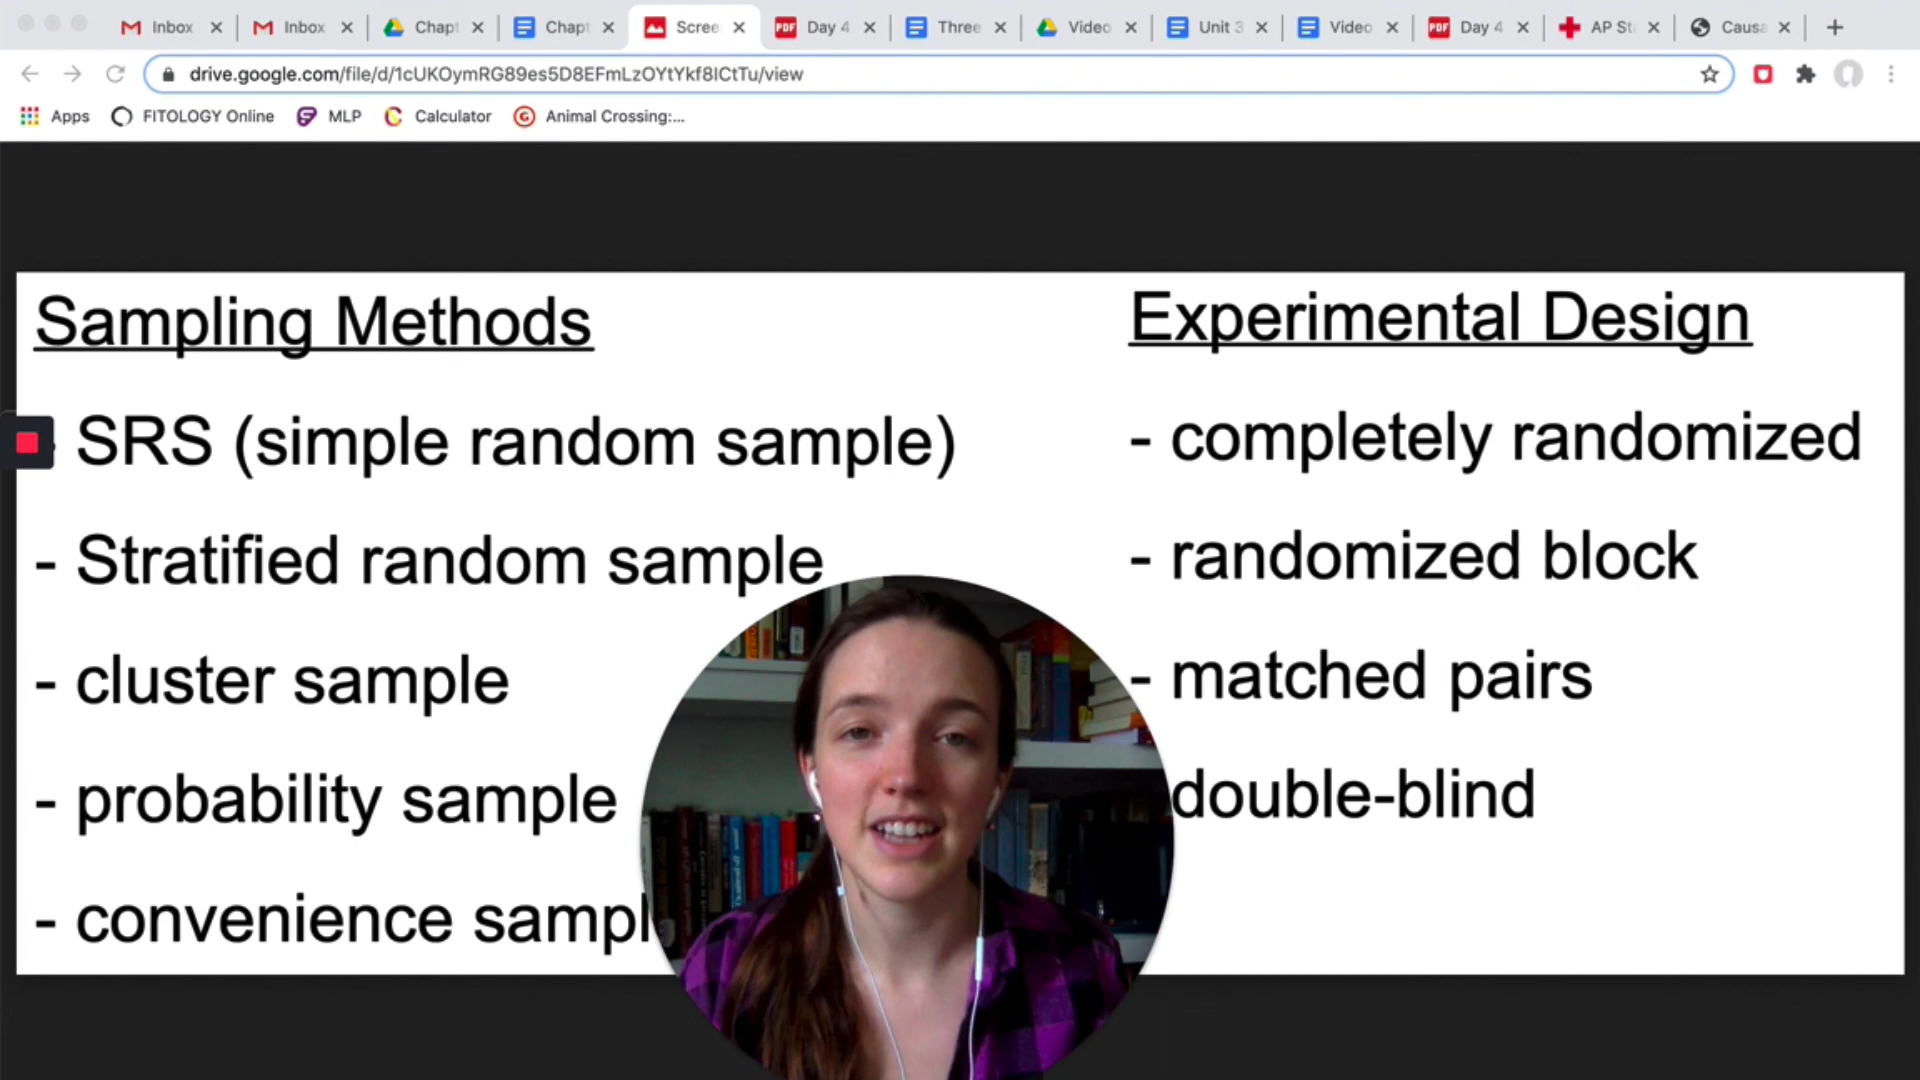 Inbox
Inbox
Chapt
Chapt
Scree
Day 4
Three
Video
Unit 3
Video
Day 4
AP St
Causa
drive.google.com/file/d/1cUKOymRG89es5D8EFmLzOYtYkf8ICtTu/view
Apps
FITOLOGY Online
MLP
Calculator
Animal Crossing:...
Sampling Methods
SRS (simple random sample)
- Stratified random sample
- cluster sample
- probability sample
- convenience sampl
Experimental Design
- completely randomized
- randomized block
- matched pairs
double-blind